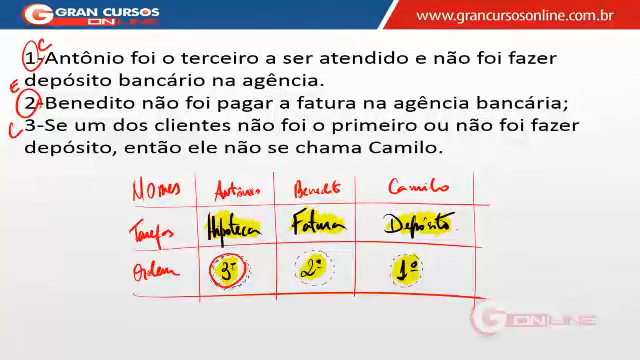 GRAN CURSOS
ONLINE
www.grancursosonline.com.br
C
1-Antônio foi o terceiro a ser atendido e não foi fazer
depósito bancário na agência.
E
2-Benedito não foi pagar a fatura na agência bancária;
C 3-Se um dos clientes não foi o primeiro ou não foi fazer
depósito, então ele não se chama Camilo.
Nomes Antônio Benedt Camilo
Tarefas Hipoteca Fatura Depósito
Ordem 3º 2º 1º
G ONLINE